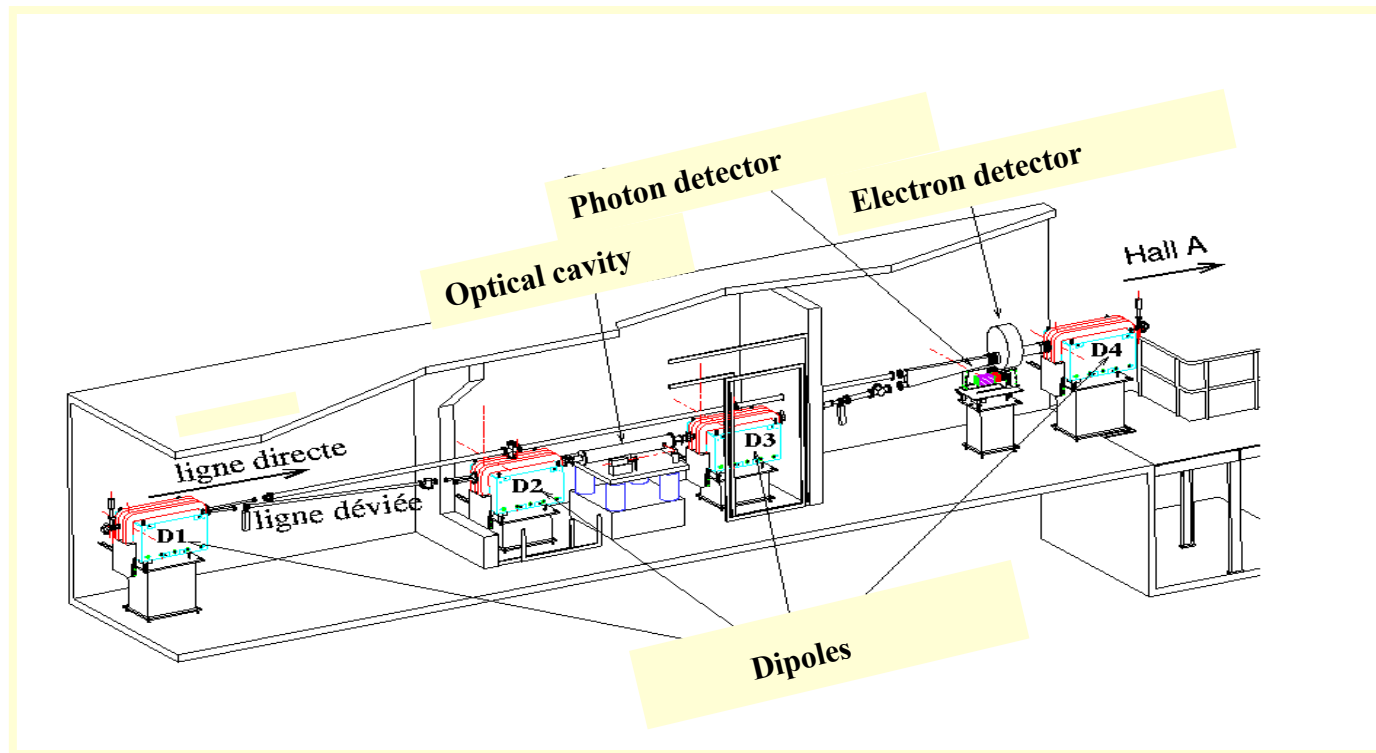 Photon detector
Electron detector
Optical cavity
Hall A
ligne directe
ligne déviée
D1
D2
D3
D4
Dipoles